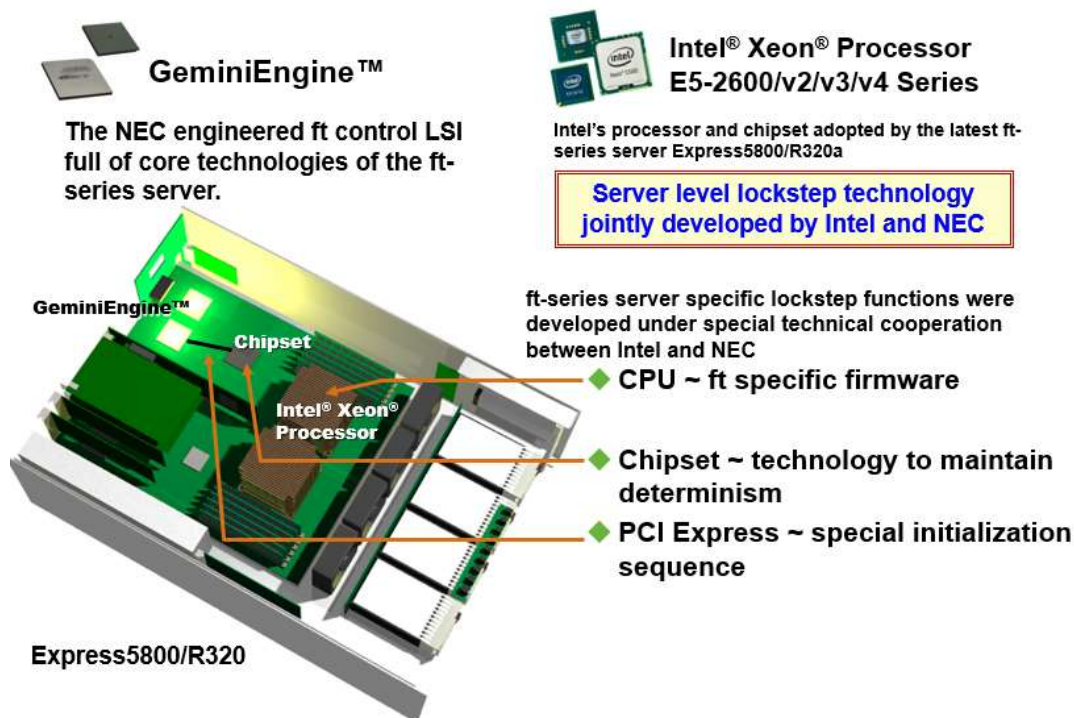 GeminiEngine™
The NEC engineered ft control LSI
full of core technologies of the ft-
series server.
Intel® Xeon® Processor
E5-2600/v2/v3/v4 Series
Intel's processor and chipset adopted by the latest ft-
series server Express5800/R320a
Server level lockstep technology
jointly developed by Intel and NEC
ft-series server specific lockstep functions were
developed under special technical cooperation
between Intel and NEC
CPU ~ ft specific firmware
Chipset ~ technology to maintain
determinism
PCI Express ~ special initialization
sequence
GeminiEngine™
Chipset
Intel® Xeon®
Processor
Express5800/R320